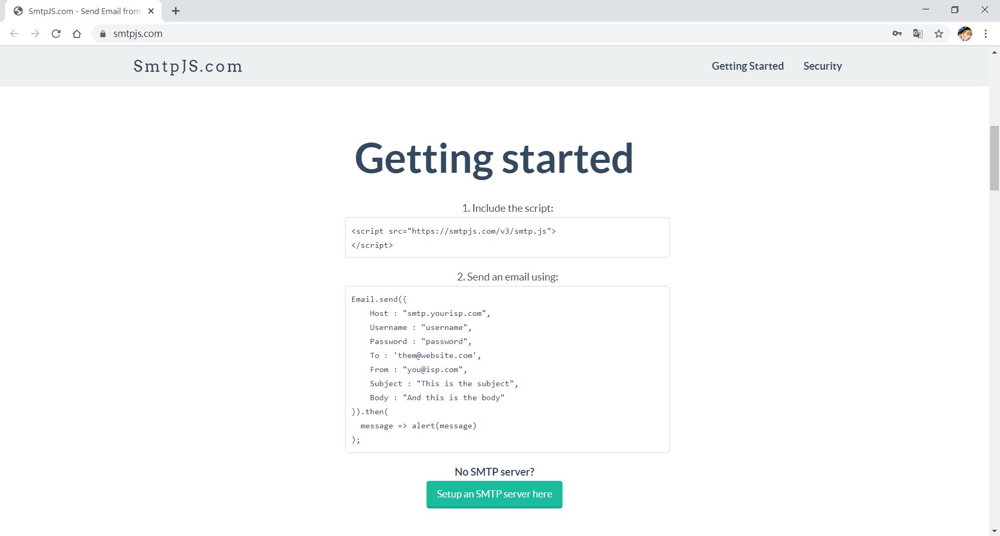 SmtpJS.com - Send Email from
smtpjs.com
SmtpJS.com
Getting Started
Security
Getting started
1. Include the script:
<script src="https://smtpjs.com/v3/smtp.js">
</script>
2. Send an email using:
Email.send({
    Host : "smtp.yourisp.com",
    Username : "username",
    Password : "password",
    To : 'them@website.com',
    From : "you@isp.com",
    Subject : "This is the subject",
    Body : "And this is the body"
}).then(
  message => alert(message)
);
No SMTP server?
Setup an SMTP server here